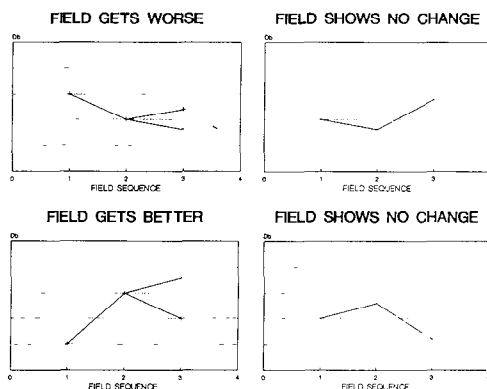 FIELD GETS WORSE
FIELD SHOWS NO CHANGE
Db
0 1 2 3 4
FIELD SEQUENCE
Db
0 1 2 3
FIELD SEQUENCE
FIELD GETS BETTER
FIELD SHOWS NO CHANGE
Db
0 1 2 3 4
FIELD SEQUENCE
Db
0 1 2 3 4
FIELD SEQUENCE